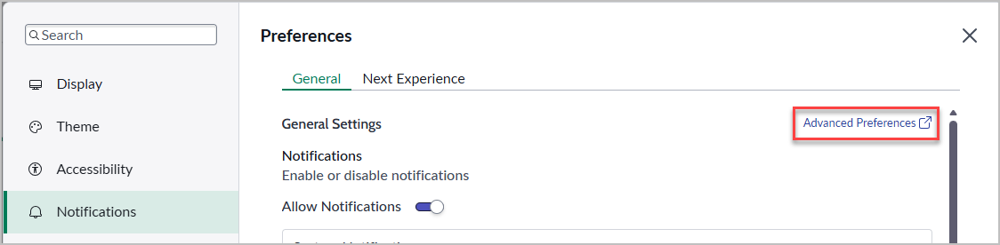 Search
Preferences
Display
General
Next Experience
Theme
General Settings
Advanced Preferences
Notifications
Accessibility
Enable or disable notifications
Notifications
Allow Notifications